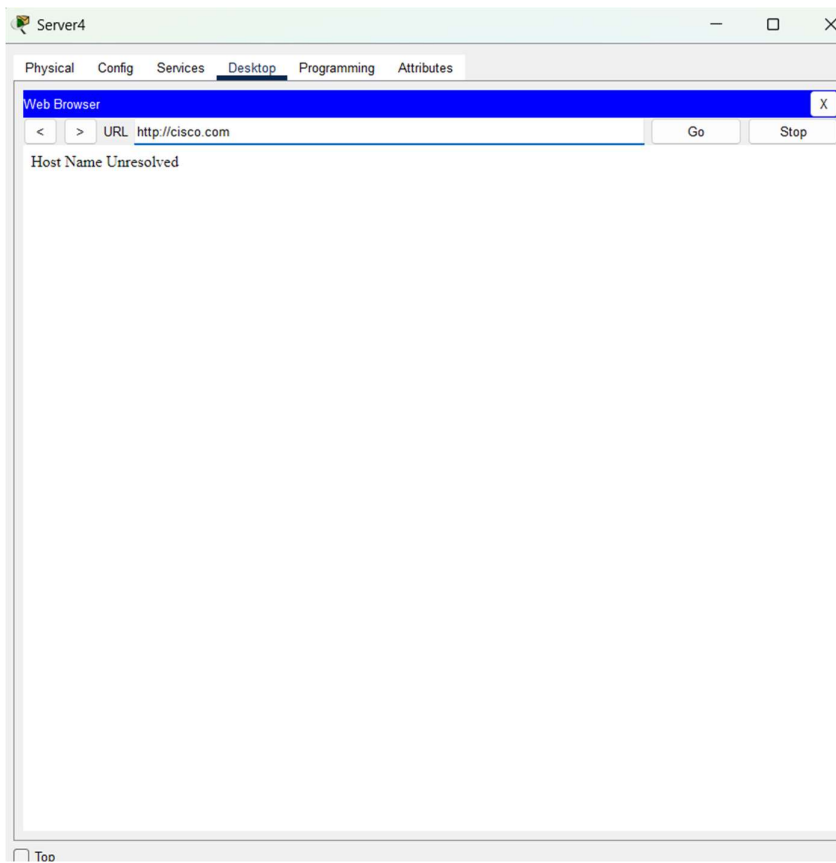 Server4
Physical Config Services Desktop Programming Attributes
Web Browser X
< > URL http://cisco.com Go Stop
Host Name Unresolved
Top